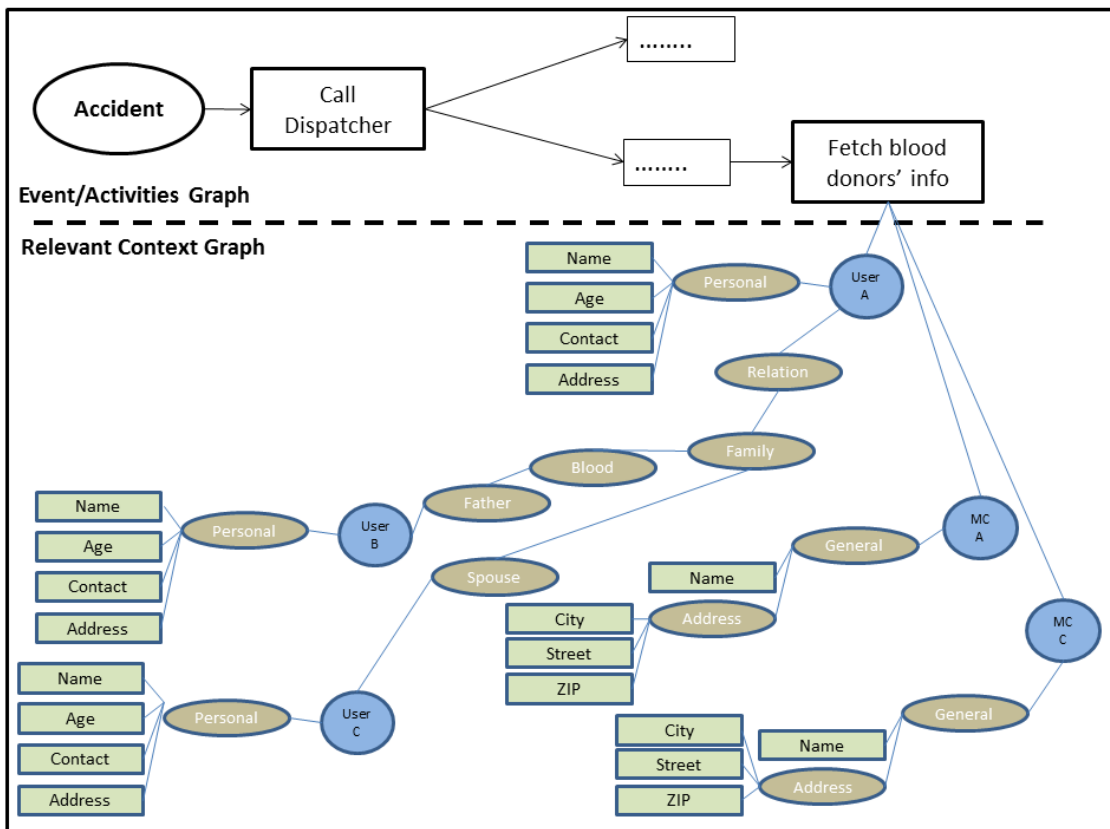 ........
Accident
Call
Dispatcher
........
Fetch blood
donors' info
Event/Activities Graph
Relevant Context Graph
Name
Age
Contact
Address
Personal
User
A
Relation
Family
Blood
Father
User
B
Personal
Name
Age
Contact
Address
Spouse
User
C
Personal
Name
Age
Contact
Address
MC
A
General
Name
Address
City
Street
ZIP
MC
C
General
Name
Address
City
Street
ZIP